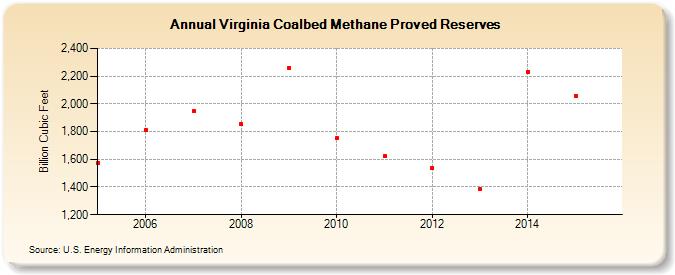 Annual Virginia Coalbed Methane Proved Reserves
Billion Cubic Feet
2,400
2,200
2,000
1,800
1,600
1,400
1,200
2006 2008 2010 2012 2014
Source: U.S. Energy Information Administration